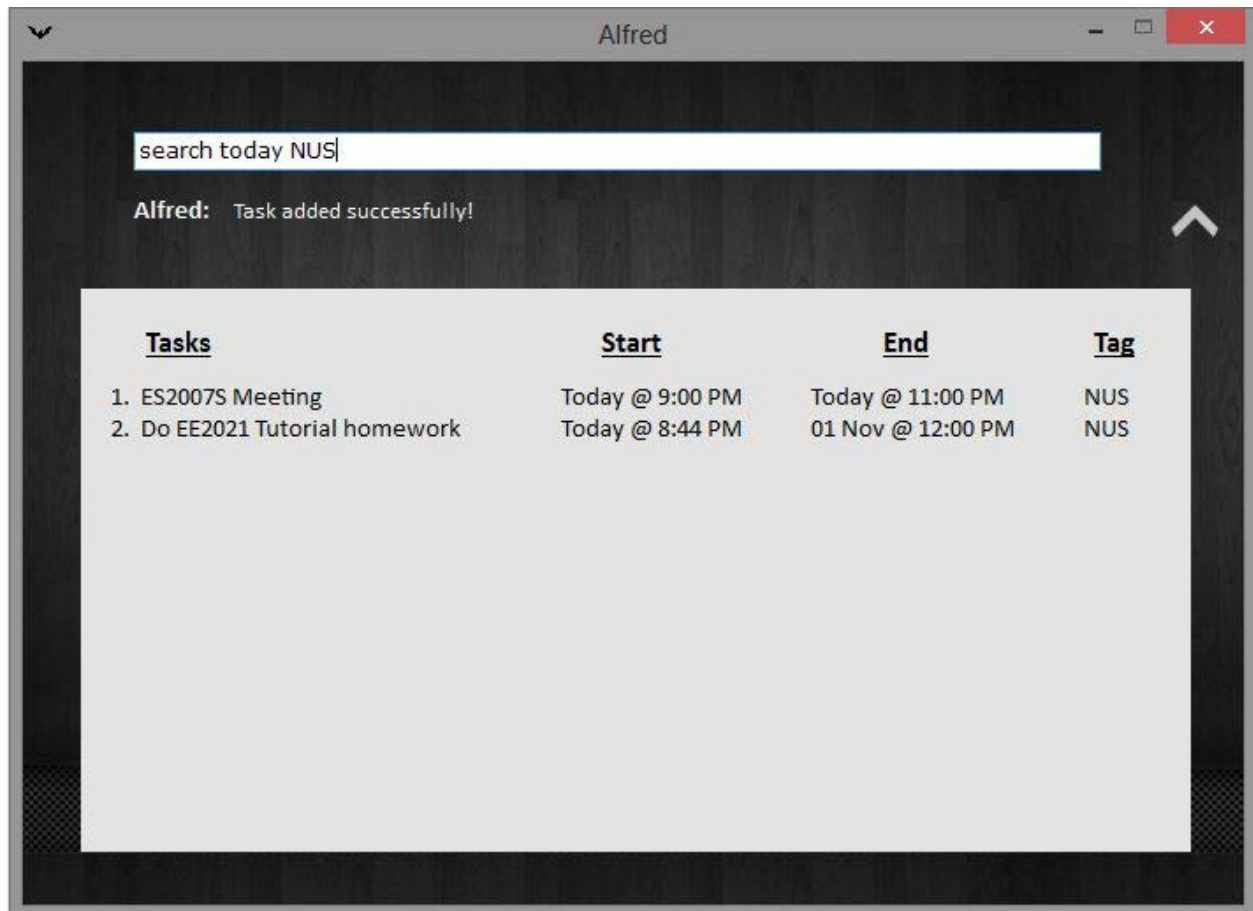 Alfred
search today NUS
Alfred: Task added successfully!
Tasks Start End Tag
1. ES2007S Meeting Today @ 9:00 PM Today @ 11:00 PM NUS
2. Do EE2021 Tutorial homework Today @ 8:44 PM 01 Nov @ 12:00 PM NUS